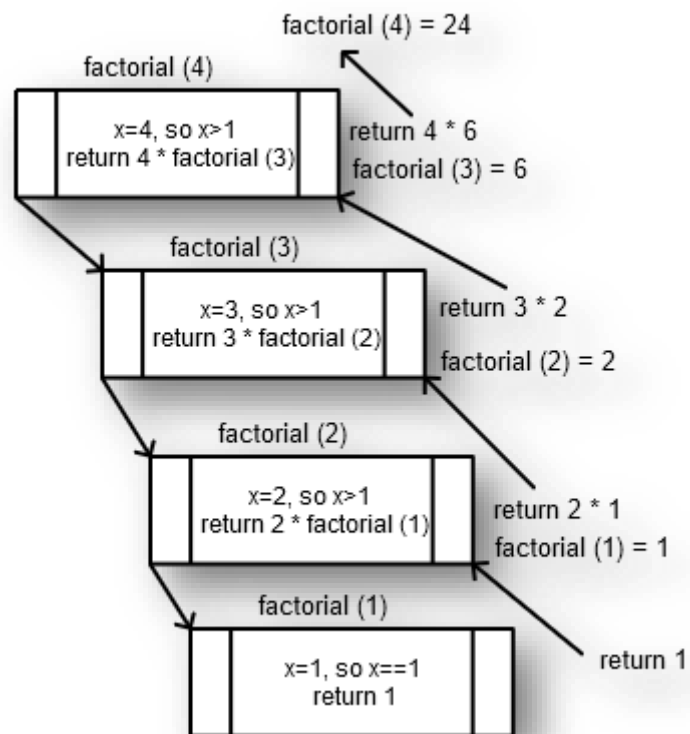 factorial (4) = 24
factorial (4)
x=4, so x>1
return 4 * factorial (3)
return 4 * 6
factorial (3) = 6
factorial (3)
x=3, so x>1
return 3 * factorial (2)
return 3 * 2
factorial (2) = 2
factorial (2)
x=2, so x>1
return 2 * factorial (1)
return 2 * 1
factorial (1) = 1
factorial (1)
x=1, so x==1
return 1
return 1